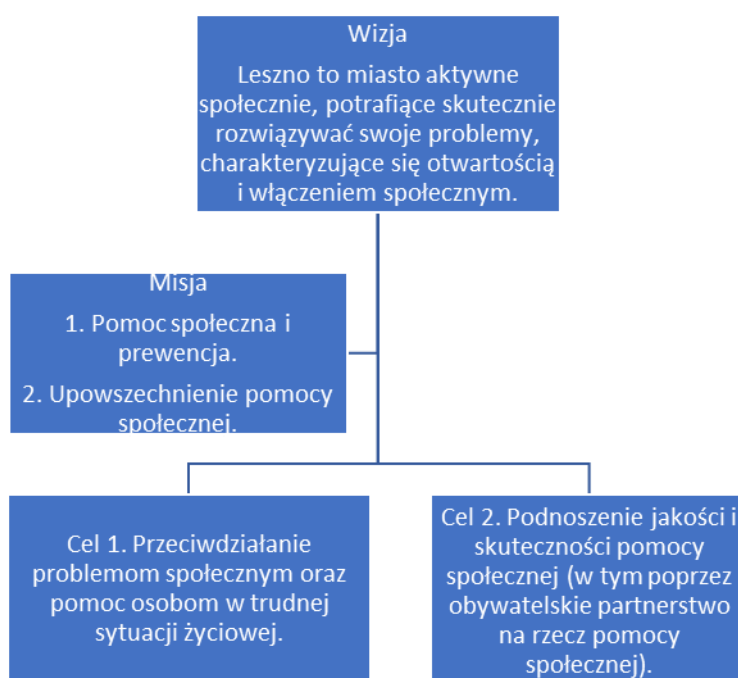 Wizja
Leszno to miasto aktywne
społecznie, potrafiące skutecznie
rozwiązywać swoje problemy,
charakteryzujące się otwartością
i włączeniem społecznym.
Misja
1. Pomoc społeczna i
prewencja.
2. Upowszechnienie pomocy
społecznej.
Cel 1. Przeciwdziałanie
problemom społecznym oraz
pomoc osobom w trudnej
sytuacji życiowej.
Cel 2. Podnoszenie jakości i
skuteczności pomocy
społecznej (w tym poprzez
obywatelskie partnerstwo
na rzecz pomocy
społecznej).